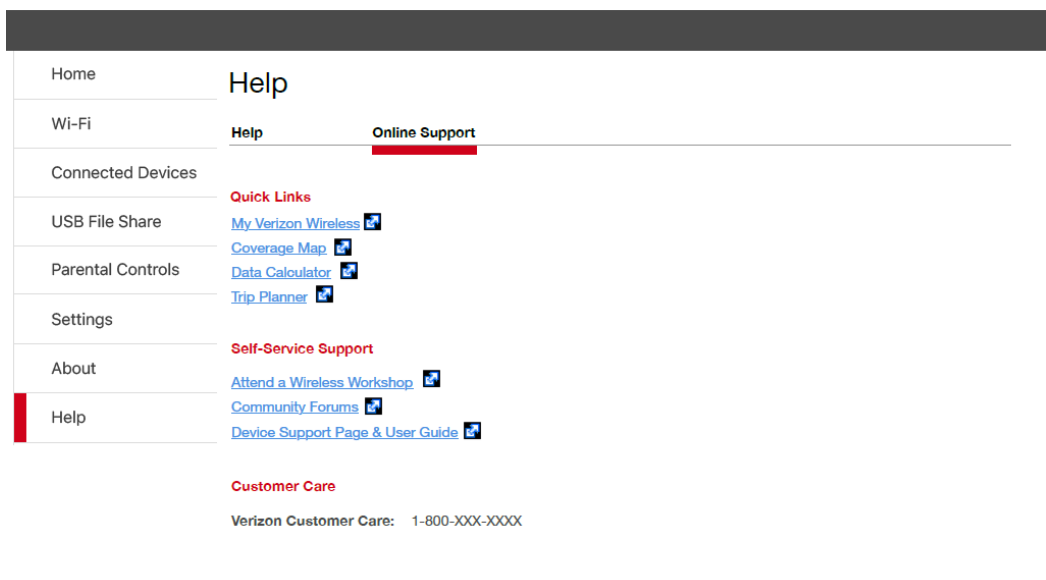 Home
Wi-Fi
Connected Devices
USB File Share
Parental Controls
Settings
About
Help
Help
Help Online Support
Quick Links
My Verizon Wireless
Coverage Map
Data Calculator
Trip Planner
Self-Service Support
Attend a Wireless Workshop
Community Forums
Device Support Page & User Guide
Customer Care
Verizon Customer Care: 1-800-XXX-XXXX